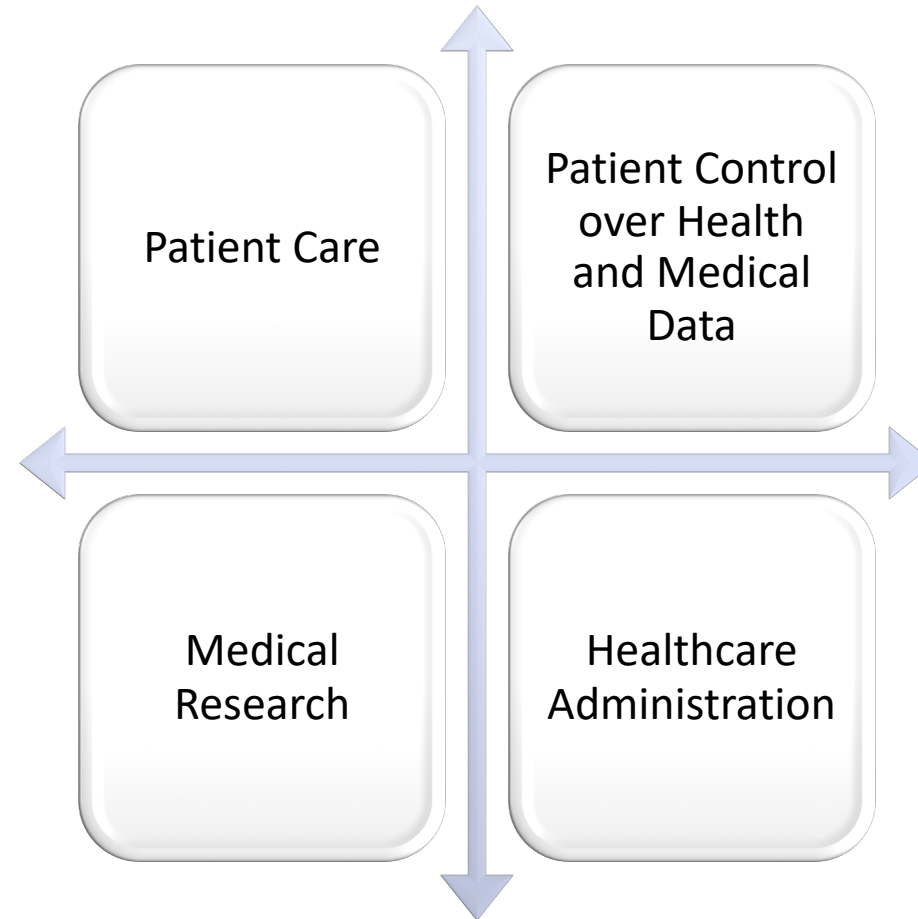 Patient Care
Patient Control
over Health
and Medical
Data
Medical
Research
Healthcare
Administration